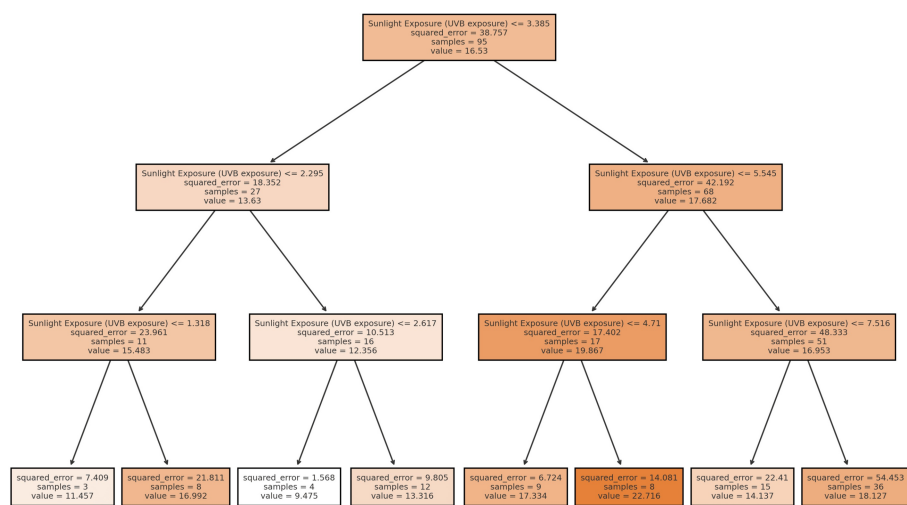 Sunlight Exposure (UVB exposure) <= 3.385
squared_error = 38.757
samples = 95
value = 16.53
Sunlight Exposure (UVB exposure) <= 2.295
squared_error = 18.352
samples = 27
value = 13.63
Sunlight Exposure (UVB exposure) <= 5.545
squared_error = 42.192
samples = 68
value = 17.682
Sunlight Exposure (UVB exposure) <= 1.318
squared_error = 23.961
samples = 11
value = 15.483
Sunlight Exposure (UVB exposure) <= 2.617
squared_error = 10.513
samples = 16
value = 12.356
Sunlight Exposure (UVB exposure) <= 4.71
squared_error = 17.402
samples = 17
value = 19.867
Sunlight Exposure (UVB exposure) <= 7.516
squared_error = 48.333
samples = 51
value = 16.953
squared_error = 7.409
samples = 3
value = 11.457
squared_error = 21.811
samples = 8
value = 16.992
squared_error = 1.568
samples = 4
value = 9.475
squared_error = 9.805
samples = 12
value = 13.316
squared_error = 6.724
samples = 9
value = 17.334
squared_error = 14.081
samples = 8
value = 22.716
squared_error = 22.41
samples = 15
value = 14.137
squared_error = 54.453
samples = 36
value = 18.127